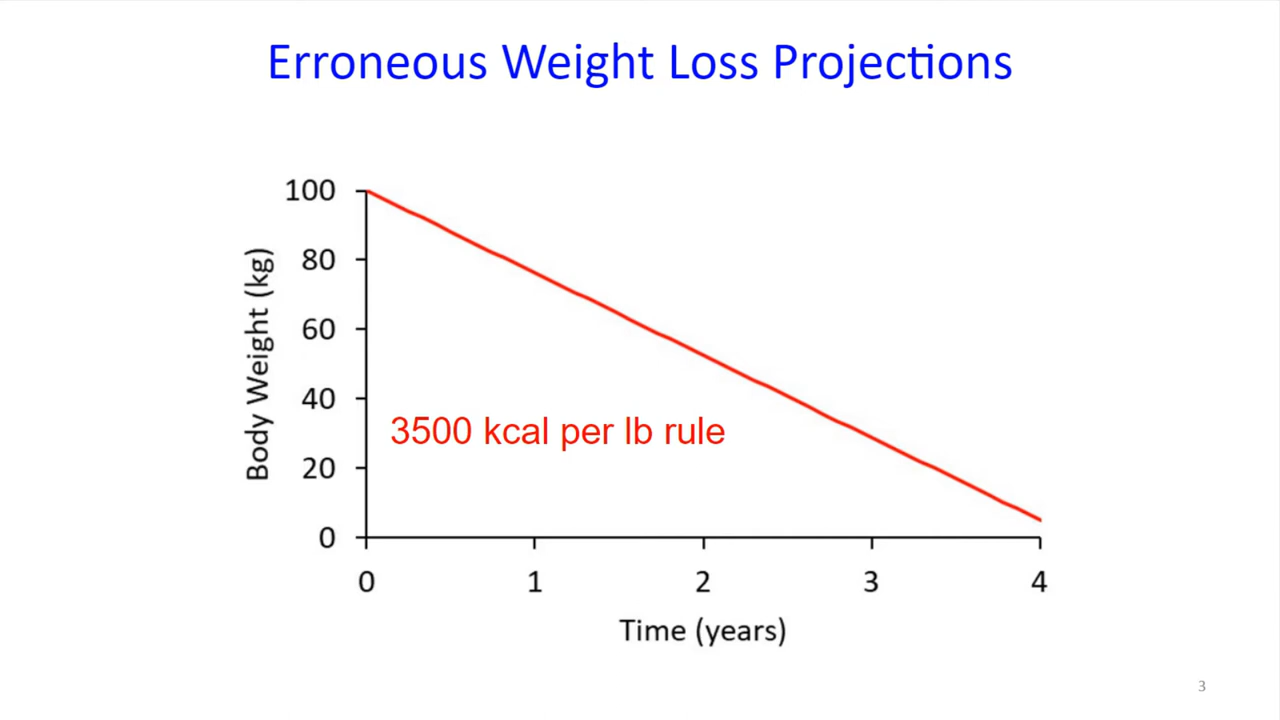 Erroneous Weight Loss Projections
100
80
60
40
20
0
Body Weight (kg)
3500 kcal per lb rule
0 1 2 3 4
Time (years)
3